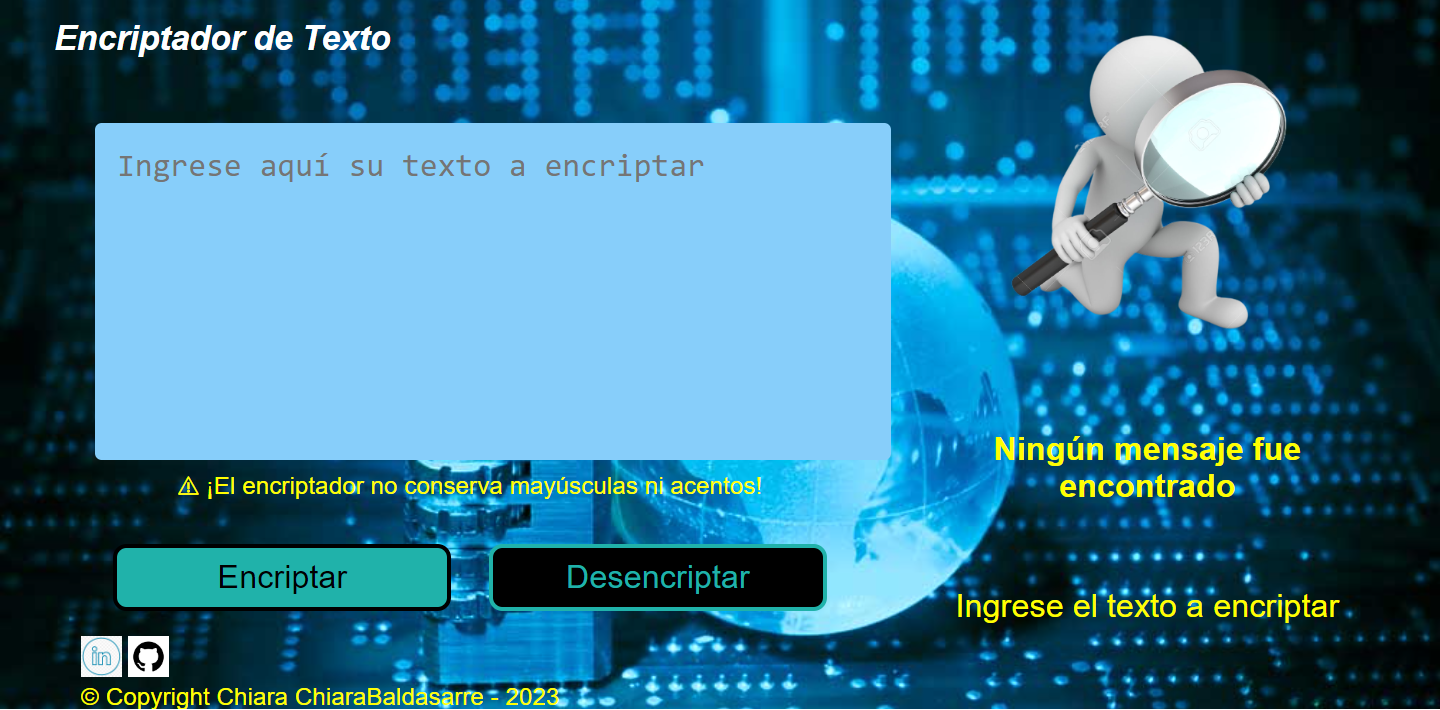 Encriptador de Texto
Ingrese aquí su texto a encriptar
⚠ ¡El encriptador no conserva mayúsculas ni acentos!
Encriptar
Desencriptar
Ningún mensaje fue
encontrado
Ingrese el texto a encriptar
in
© Copyright Chiara ChiaraBaldasarre - 2023